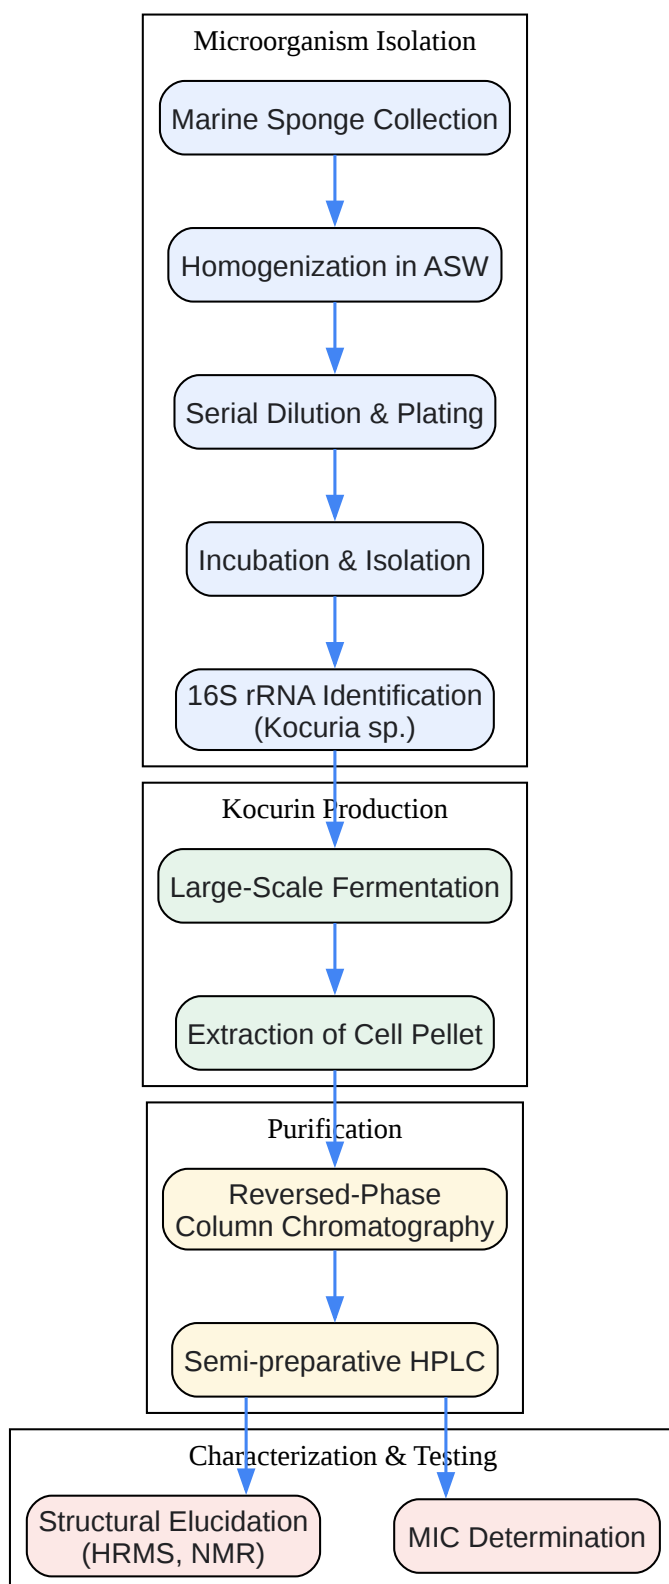 Microorganism Isolation
Marine Sponge Collection
Homogenization in ASW
Serial Dilution & Plating
Incubation & Isolation
16S rRNA Identification
(Kocuria sp.)
Kocurin Production
Large-Scale Fermentation
Extraction of Cell Pellet
Purification
Reversed-Phase
Column Chromatography
Semi-preparative HPLC
Characterization & Testing
Structural Elucidation
(HRMS, NMR)
MIC Determination